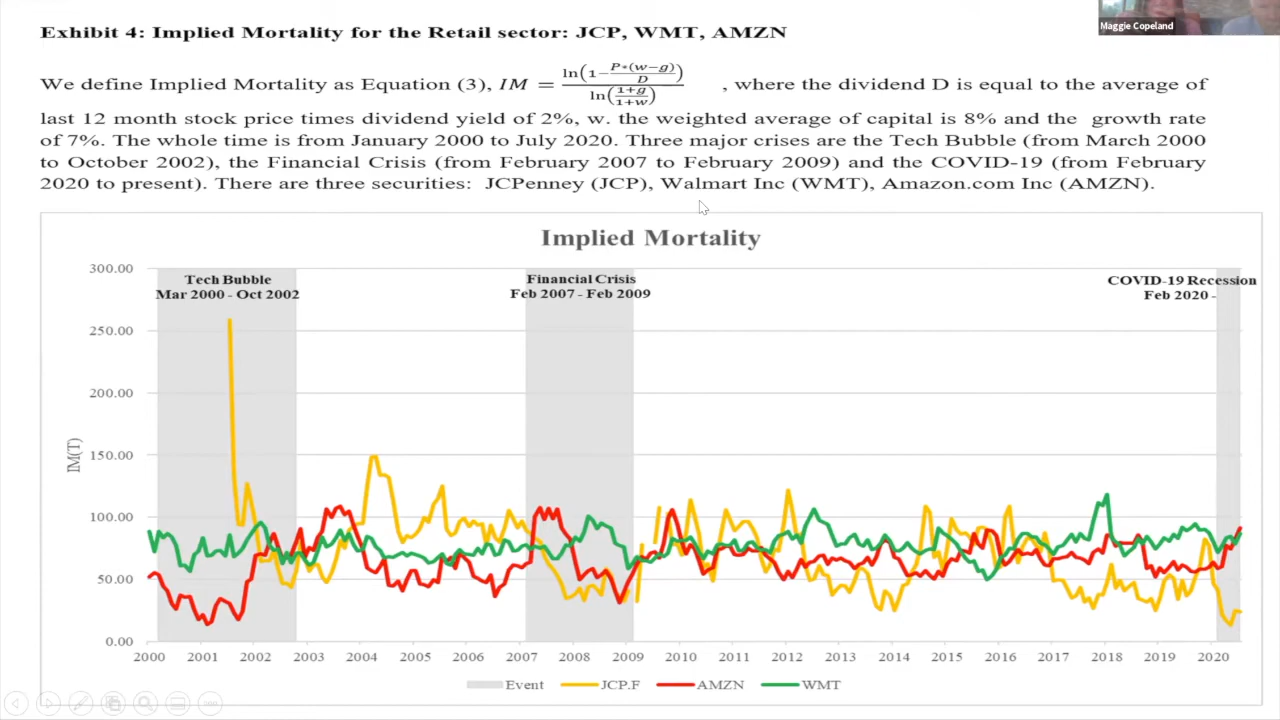 Maggie Copeland
Exhibit 4: Implied Mortality for the Retail sector: JCP, WMT, AMZN
We define Implied Mortality as Equation (3), IM = ln(1−P*(w−g)/D) / ln(1+g/1+w) , where the dividend D is equal to the average of
last 12 month stock price times dividend yield of 2%, w. the weighted average of capital is 8% and the growth rate
of 7%. The whole time is from January 2000 to July 2020. Three major crises are the Tech Bubble (from March 2000
to October 2002), the Financial Crisis (from February 2007 to February 2009) and the COVID-19 (from February
2020 to present). There are three securities: JCPenney (JCP), Walmart Inc (WMT), Amazon.com Inc (AMZN).
Implied Mortality
300.00
250.00
200.00
150.00
100.00
50.00
0.00
IM(T)
Tech Bubble
Mar 2000 - Oct 2002
Financial Crisis
Feb 2007 - Feb 2009
COVID-19 Recession
Feb 2020 -
2000 2001 2002 2003 2004 2005 2006 2007 2008 2009 2010 2011 2012 2013 2014 2015 2016 2017 2018 2019 2020
Event JCP.F AMZN WMT